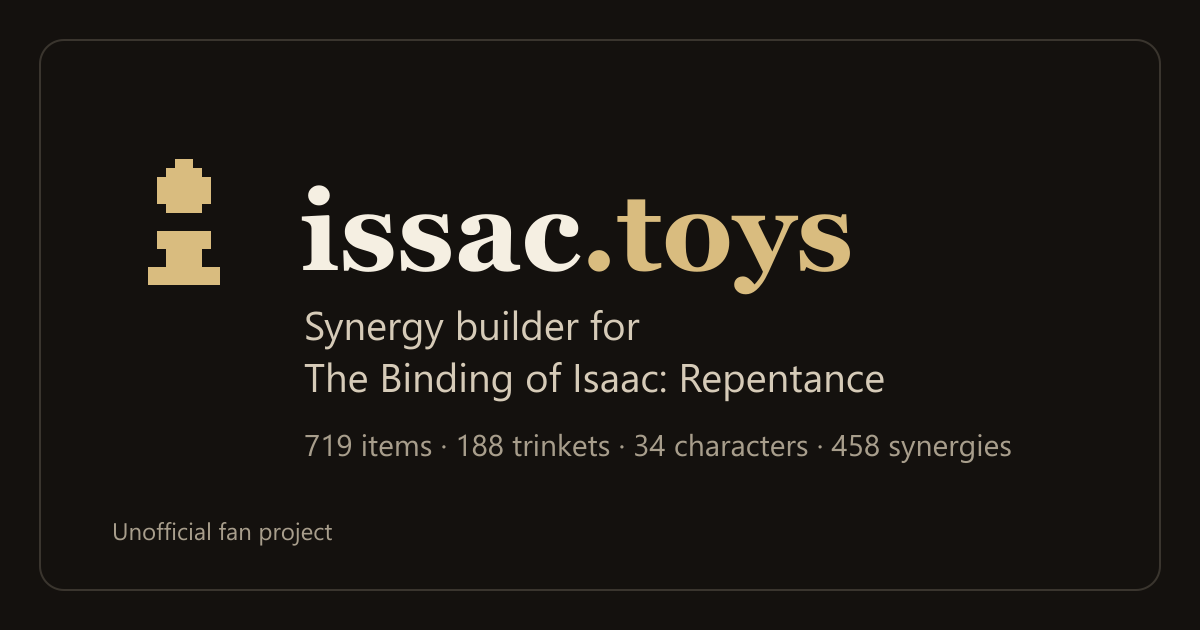 issac.toys
Synergy builder for
The Binding of Isaac: Repentance
719 items · 188 trinkets · 34 characters · 458 synergies
Unofficial fan project